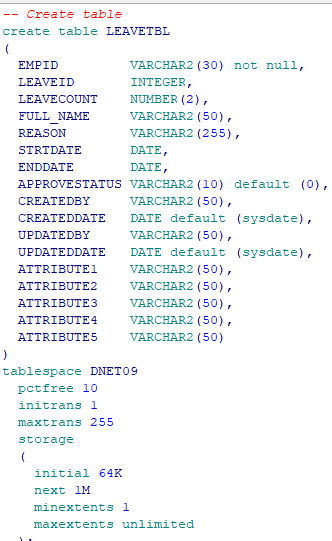 -- Create table
create table LEAVETBL
(
  EMPID         VARCHAR2(30) not null,
  LEAVEID       INTEGER,
  LEAVECOUNT    NUMBER(2),
  FULL_NAME     VARCHAR2(50),
  REASON        VARCHAR2(255),
  STRTDATE      DATE,
  ENDDATE       DATE,
  APPROVESTATUS VARCHAR2(10) default (0),
  CREATEDBY     VARCHAR2(50),
  CREATEDDATE   DATE default (sysdate),
  UPDATEDBY     VARCHAR2(50),
  UPDATEDDATE   DATE default (sysdate),
  ATTRIBUTE1    VARCHAR2(50),
  ATTRIBUTE2    VARCHAR2(50),
  ATTRIBUTE3    VARCHAR2(50),
  ATTRIBUTE4    VARCHAR2(50),
  ATTRIBUTE5    VARCHAR2(50)
)
tablespace DNET09
  pctfree 10
  initrans 1
  maxtrans 255
  storage
  (
    initial 64K
    next 1M
    minextents 1
    maxextents unlimited
  );